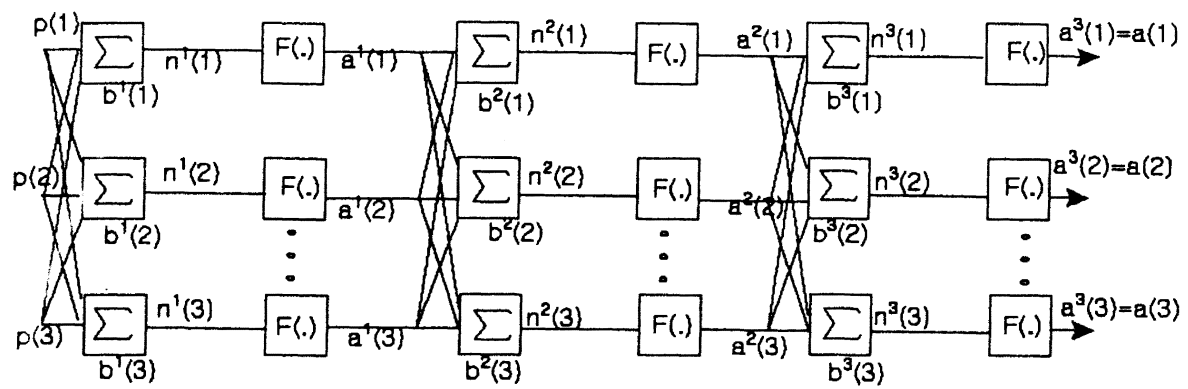 p(1) Σ n¹(1) F(.) a¹(1) Σ n²(1) F(.) a²(1) Σ n³(1) F(.) a³(1)=a(1)
b¹(1) b²(1) b³(1)
p(2) Σ n¹(2) F(.) a¹(2) Σ n²(2) F(.) a²(2) Σ n³(2) F(.) a³(2)=a(2)
b¹(2) b²(2) b³(2)
p(3) Σ n¹(3) F(.) a¹(3) Σ n²(3) F(.) a²(3) Σ n³(3) F(.) a³(3)=a(3)
b¹(3) b²(3) b³(3)